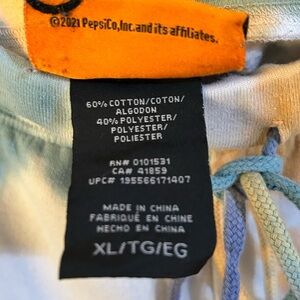 ©2021 PepsiCo,Inc.and its affiliates.
60% COTTON/COTON/
ALGODON
40% POLYESTER/
POLYESTER/
POLIESTER
RN# 0101531
CA# 41859
UPC# 195566171407
MADE IN CHINA
FABRIQUÉ EN CHINE
HECHO EN CHINA
XL/TG/EG